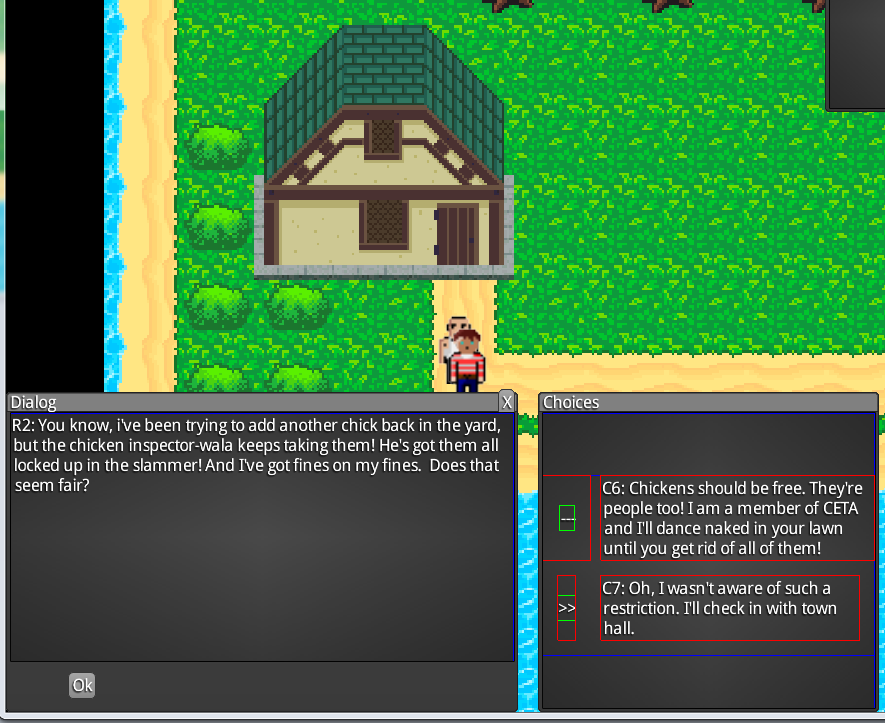 Dialog
X
R2: You know, i've been trying to add another chick back in the yard,
but the chicken inspector-wala keeps taking them! He's got them all
locked up in the slammer! And I've got fines on my fines.  Does that
seem fair?
Ok
Choices
---
C6: Chickens should be free. They're
people too! I am a member of CETA
and I'll dance naked in your lawn
until you get rid of all of them!
>>
C7: Oh, I wasn't aware of such a
restriction. I'll check in with town
hall.